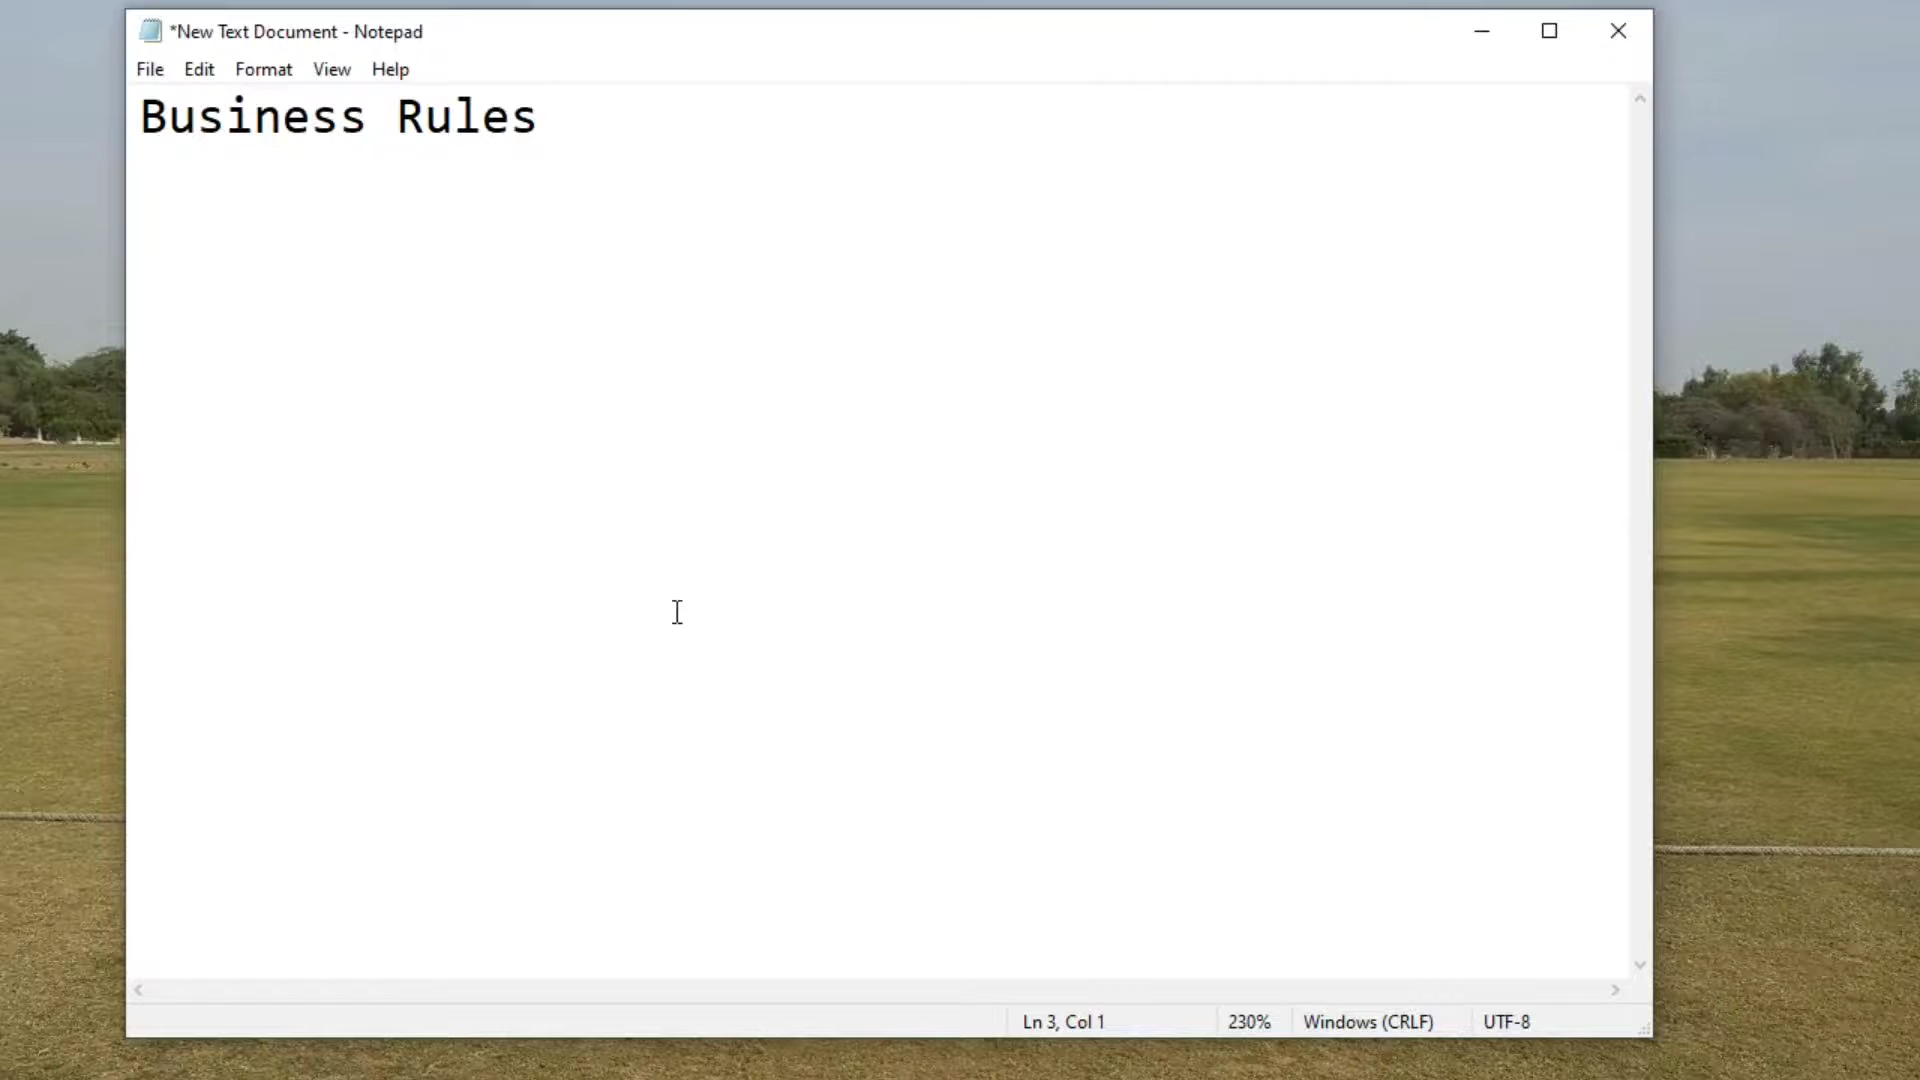 *New Text Document - Notepad
File Edit Format View Help
Business Rules
Ln 3, Col 1 230% Windows (CRLF) UTF-8